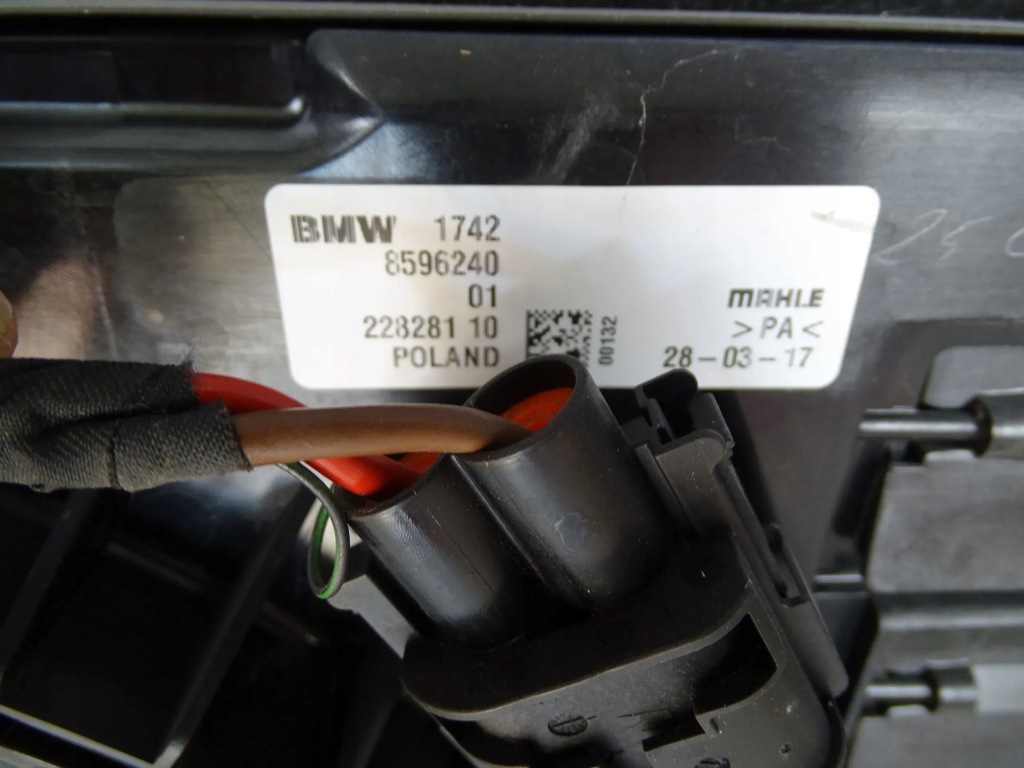 BMW 1742
8596240
01
228281 10
POLAND
00132
MAHLE
>PA<
28-03-17